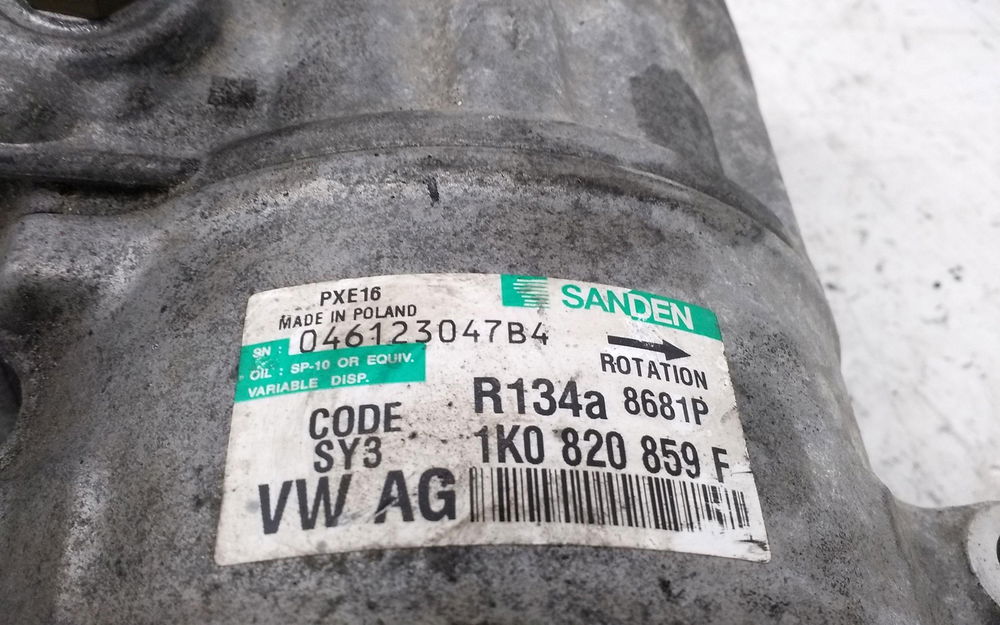 PXE16
MADE IN POLAND
SANDEN
SN : 046123047B4
OIL : SP-10 OR EQUIV.
VARIABLE DISP.
ROTATION
R134a 8681P
CODE
SY3
1K0 820 859 F
VW AG